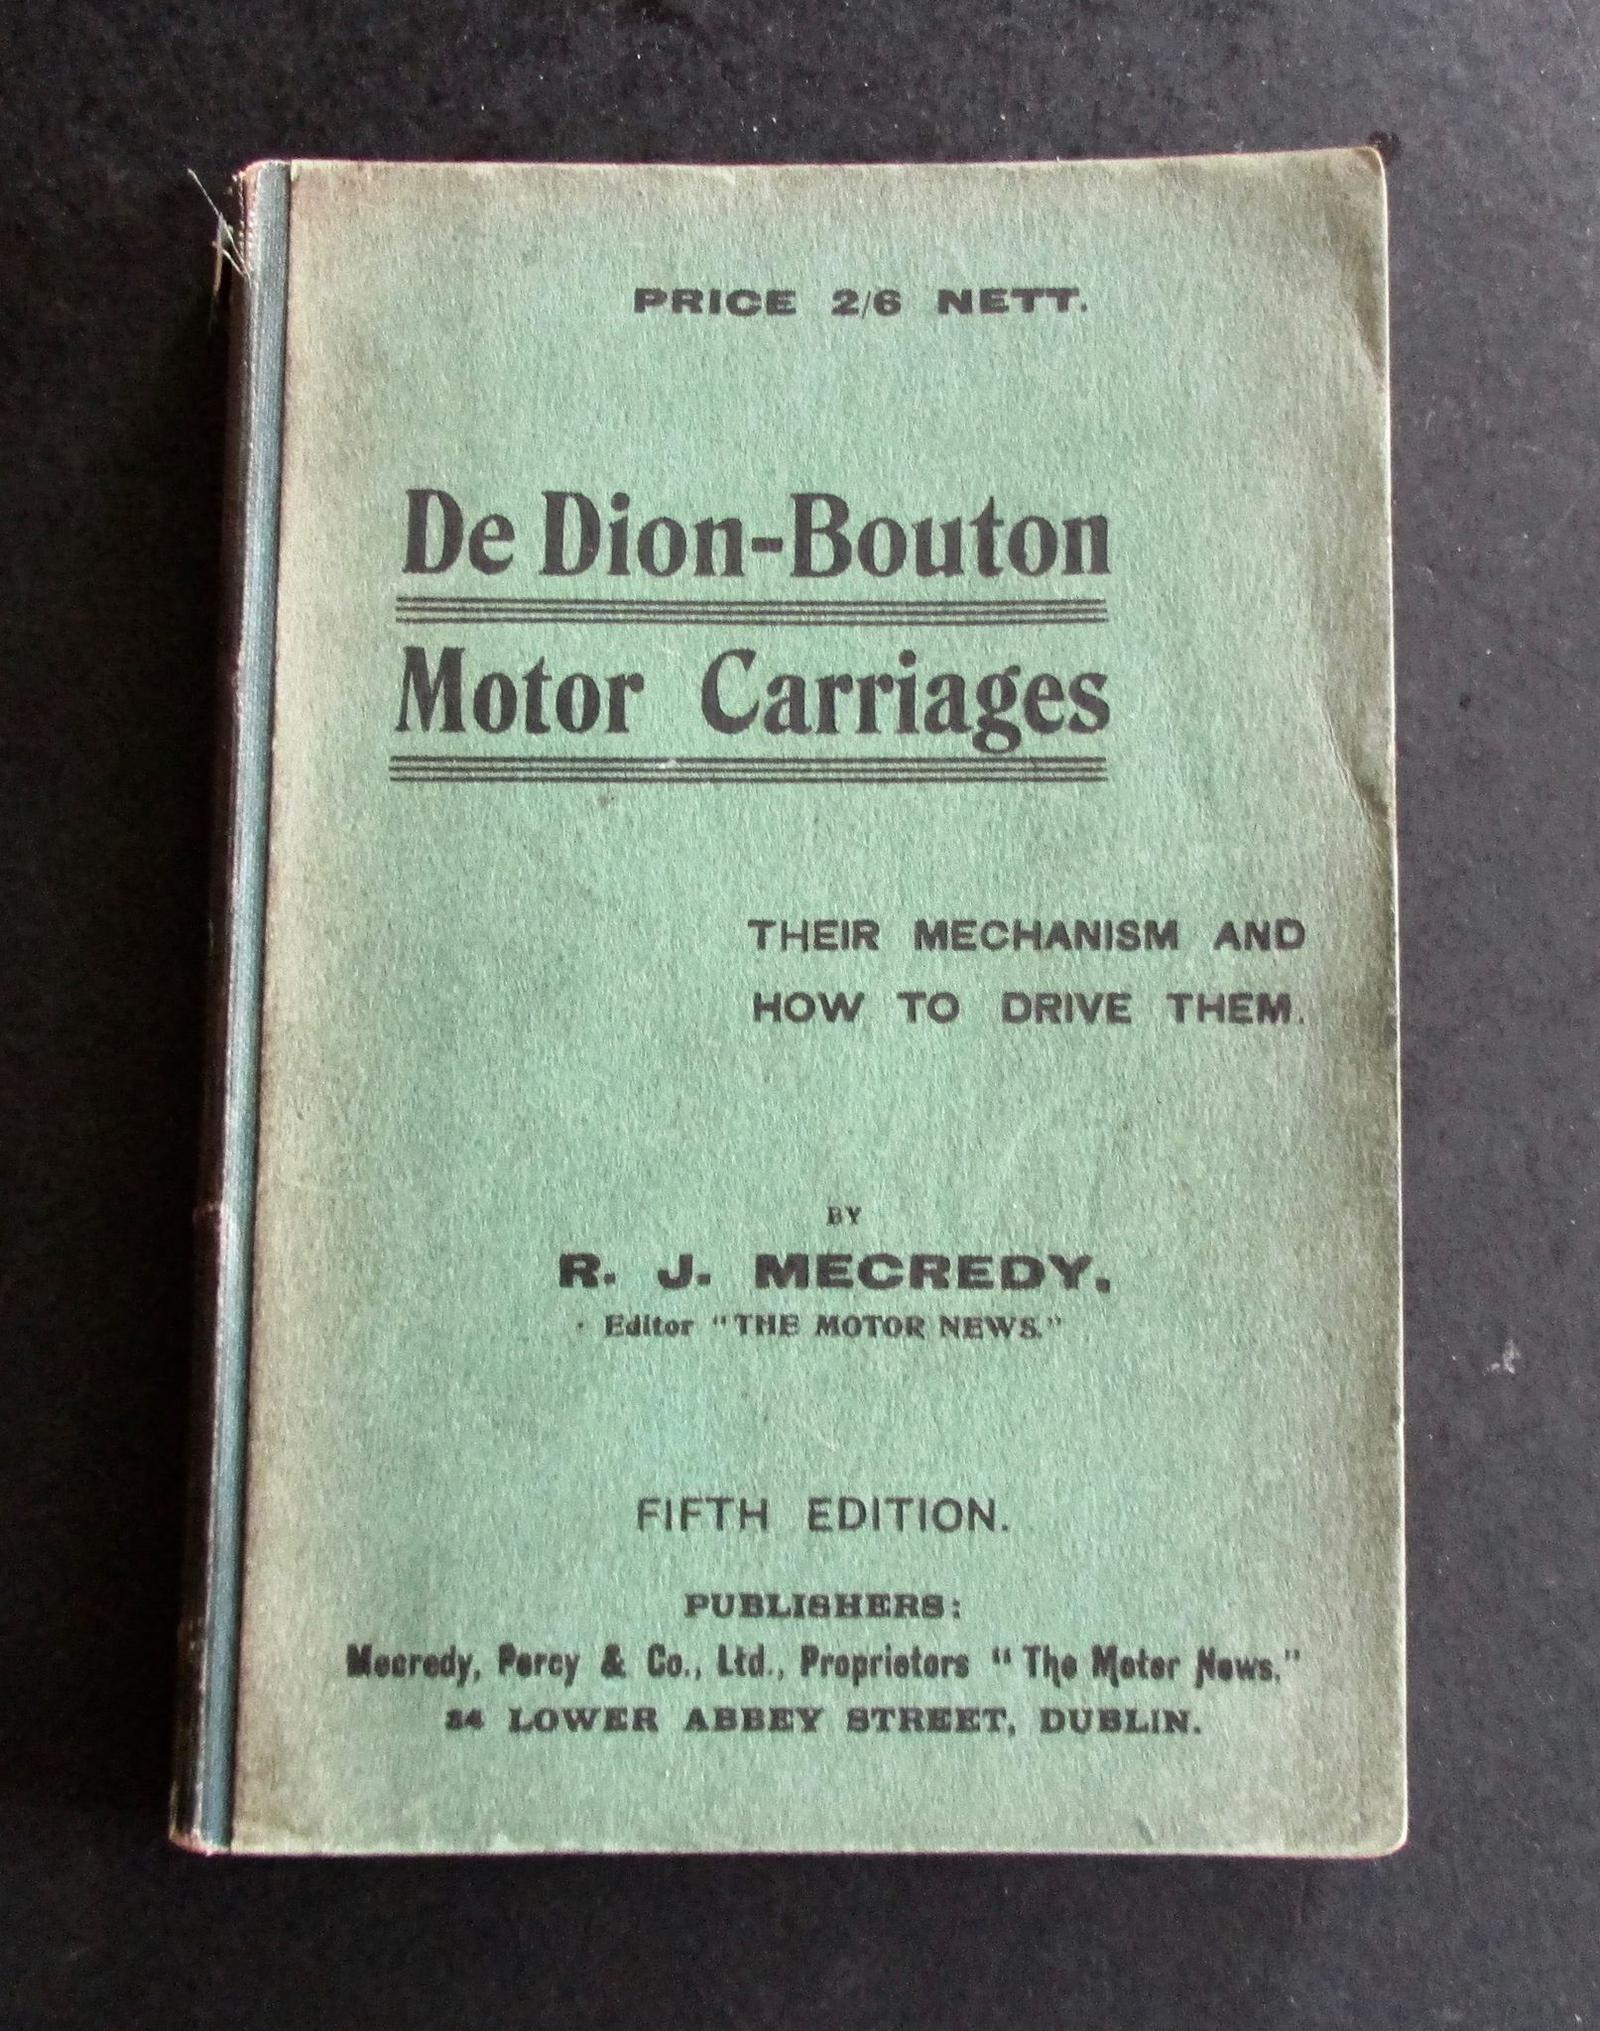 PRICE 2/6 NETT.
De Dion-Bouton
Motor Carriages
THEIR MECHANISM AND
HOW TO DRIVE THEM.
BY
R. J. MECREDY,
Editor "THE MOTOR NEWS."
FIFTH EDITION.
PUBLISHERS:
Mecredy, Percy & Co., Ltd., Proprietors "The Motor News,"
34 LOWER ABBEY STREET, DUBLIN.